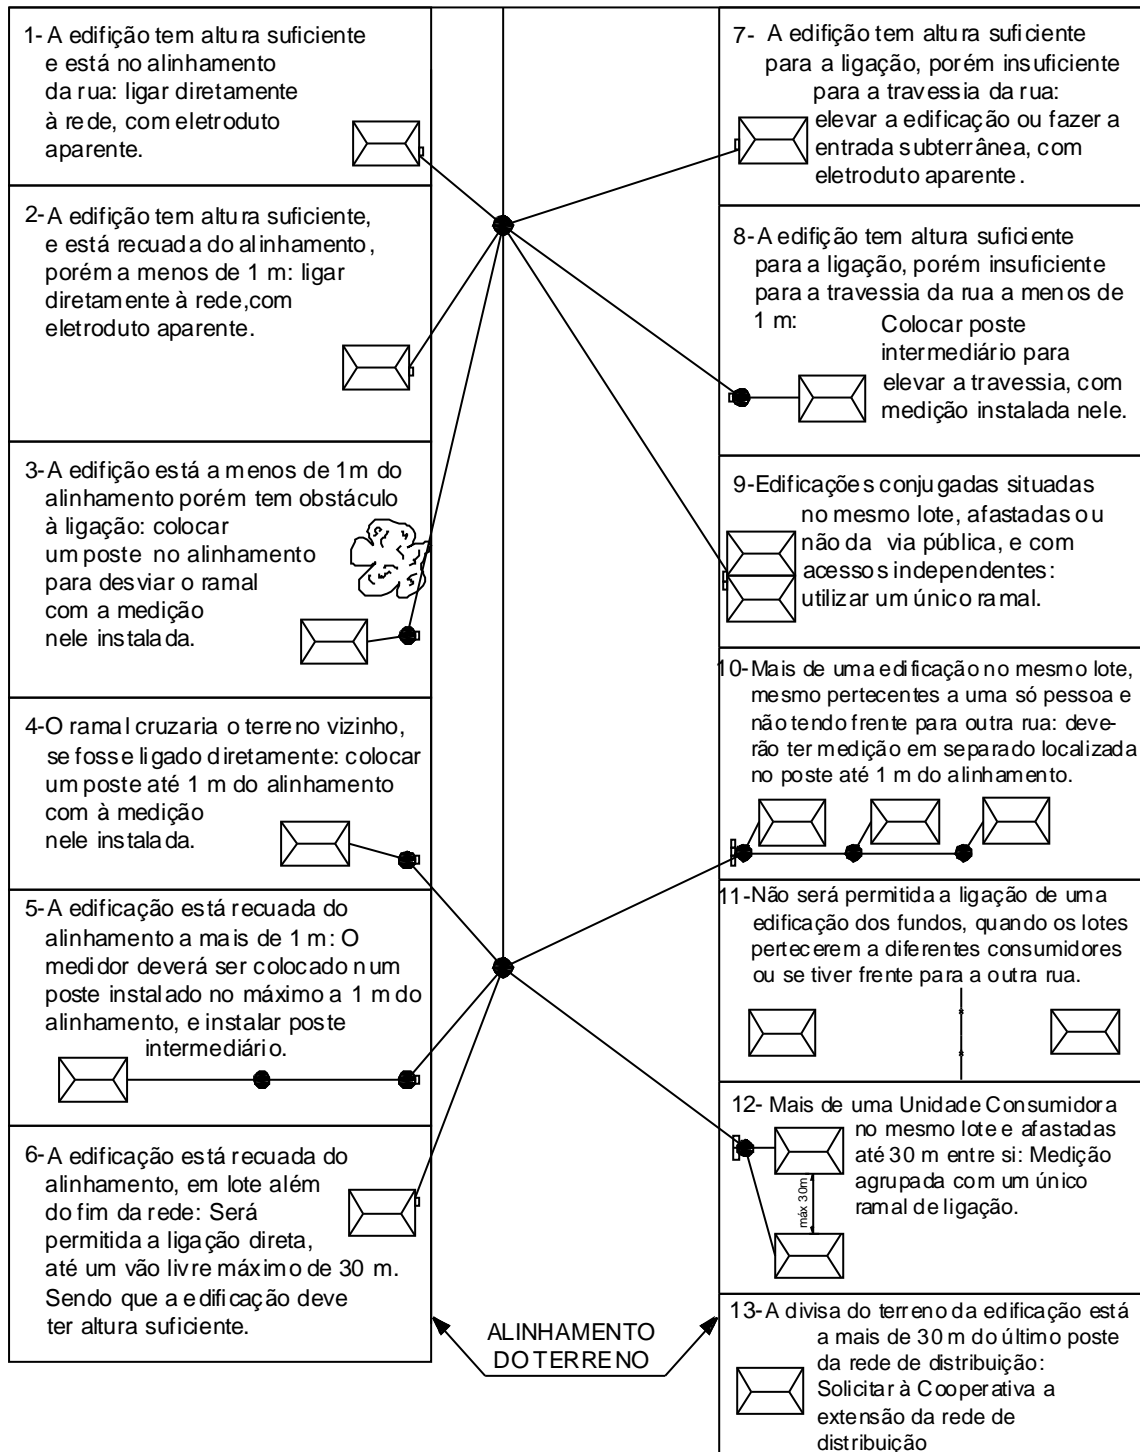 1- A edifição tem altura suficiente
e está no alinhamento
da rua: ligar diretamente
à rede, com eletroduto
aparente.
2-A edifição tem altura suficiente,
e está recuada do alinhamento,
porém a menos de 1 m: ligar
diretamente à rede,com
eletroduto aparente.
3-A edifição está a menos de 1m do
alinhamento porém tem obstáculo
à ligação: colocar
um poste no alinhamento
para desviar o ramal
com a medição
nele instalada.
4-O ramal cruzaria o terreno vizinho,
se fosse ligado diretamente: colocar
um poste até 1 m do alinhamento
com à medição
nele instalada.
5-A edificação está recuada do
alinhamento a mais de 1 m: O
medidor deverá ser colocado num
poste instalado no máximo a 1 m do
alinhamento, e instalar poste
intermediário.
6-A edificação está recuada do
alinhamento, em lote além
do fim da rede: Será
permitida a ligação direta,
até um vão livre máximo de 30 m.
Sendo que a edificação deve
ter altura suficiente.
ALINHAMENTO
DO TERRENO
7- A edifição tem altura suficiente
para a ligação, porém insuficiente
para a travessia da rua:
elevar a edificação ou fazer a
entrada subterrânea, com
eletroduto aparente.
8-A edifição tem altura suficiente
para a ligação, porém insuficiente
para a travessia da rua a menos de
1 m: Colocar poste
intermediário para
elevar a travessia, com
medição instalada nele.
9-Edificações conjugadas situadas
no mesmo lote, afastadas ou
não da via pública, e com
acessos independentes:
utilizar um único ramal.
10-Mais de uma edificação no mesmo lote,
mesmo pertecentes a uma só pessoa e
não tendo frente para outra rua: deve-
rão ter medição em separado localizada
no poste até 1 m do alinhamento.
11-Não será permitida a ligação de uma
edificação dos fundos, quando os lotes
pertecerem a diferentes consumidores
ou se tiver frente para a outra rua.
12- Mais de uma Unidade Consumidora
no mesmo lote e afastadas
até 30 m entre si: Medição
agrupada com um único
ramal de ligação.
máx 30m
13-A divisa do terreno da edificação está
a mais de 30 m do último poste
da rede de distribuição:
Solicitar à Cooperativa a
extensão da rede de
distribuição